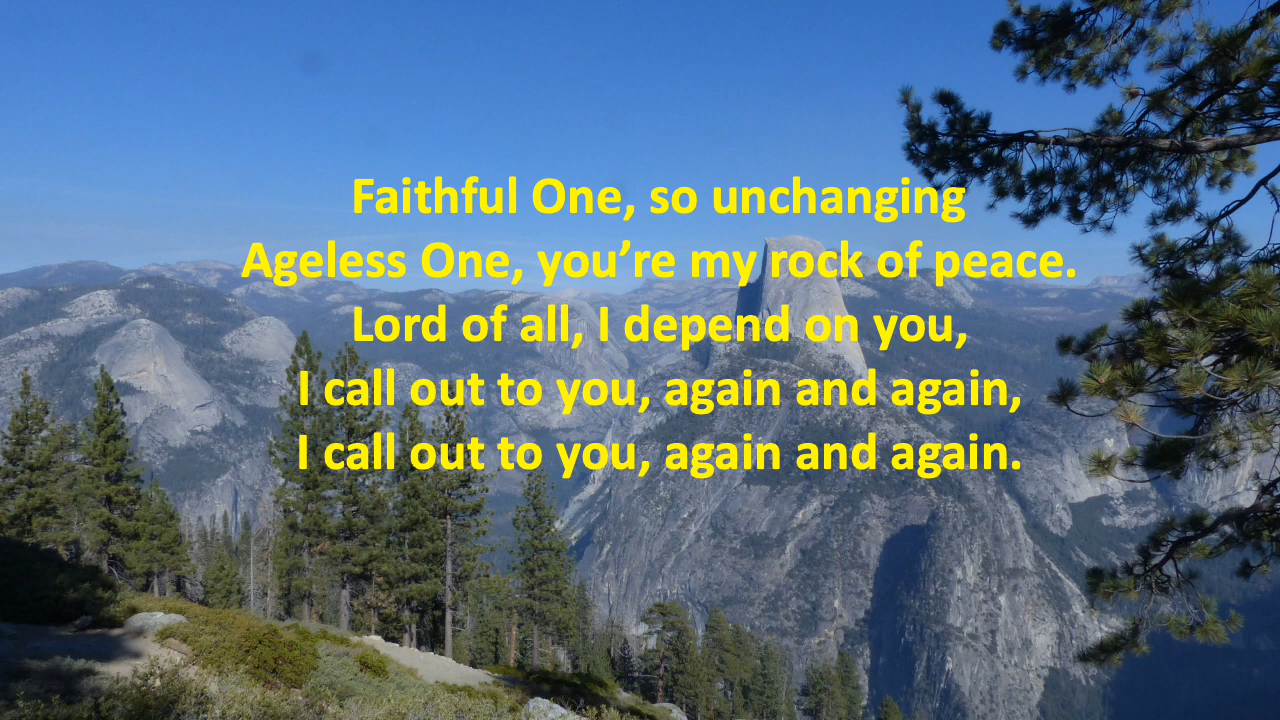 Faithful One, so unchanging
Ageless One, you’re my rock of peace.
Lord of all, I depend on you,
I call out to you, again and again,
I call out to you, again and again.